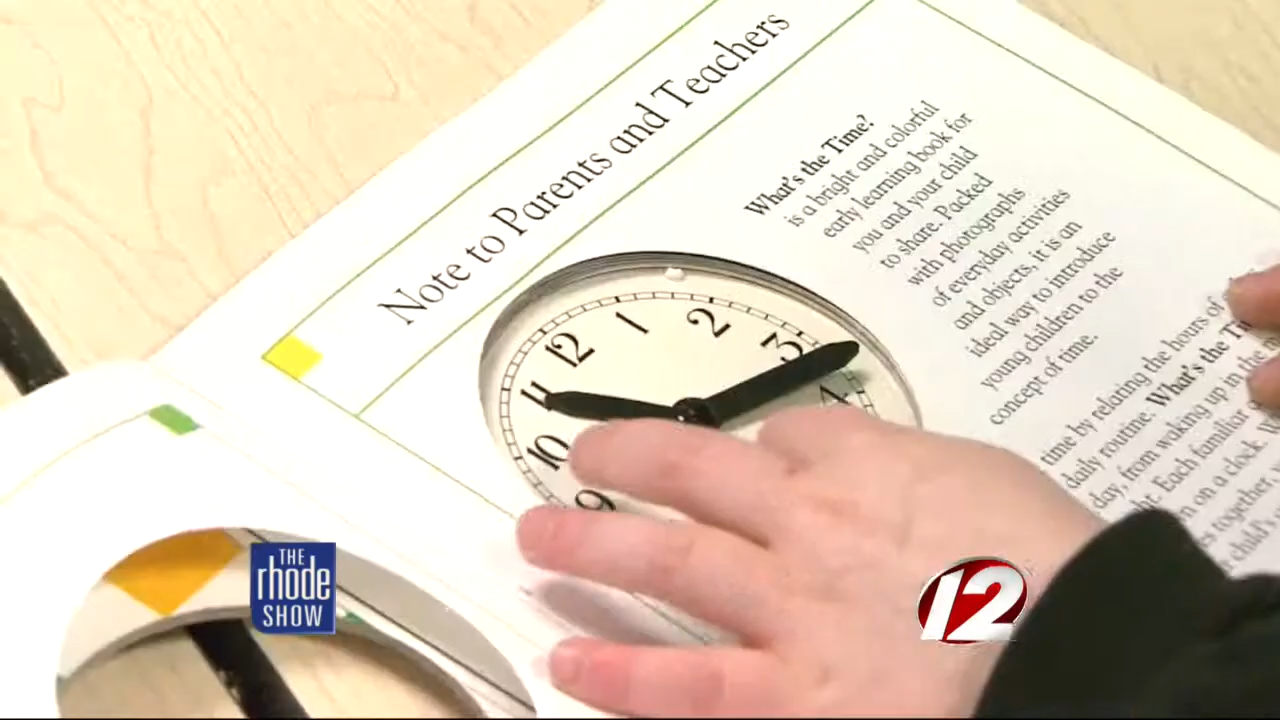 Note to Parents and Teachers
What's the Time?
is a bright and colorful
early learning book for
you and your child
to share. Packed
with photographs
of everyday activities
and objects, it is an
ideal way to introduce
young children to the
concept of time.
time by relating the hours of
daily routine. What's the
day, from waking up in the
Each familiar
on a clock.
together,
child's
12
1
2
3
4
11
10
9
THE
rhode
SHOW
12